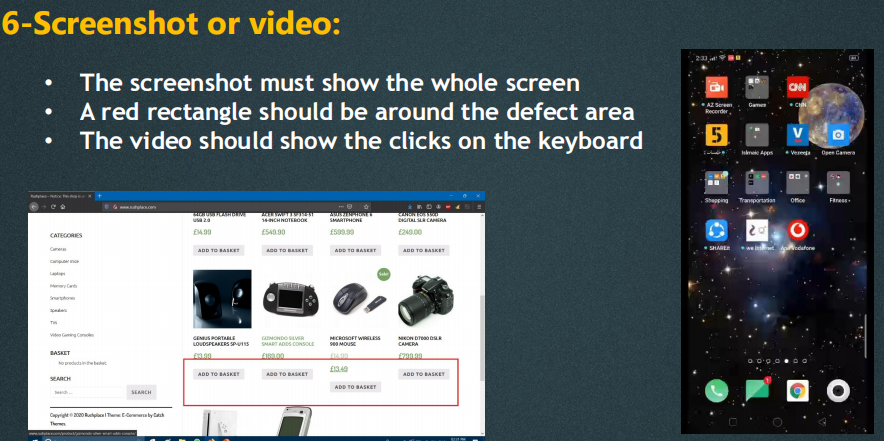 6-Screenshot or video:
• The screenshot must show the whole screen
• A red rectangle should be around the defect area
• The video should show the clicks on the keyboard
www.rushplace.com
64GB USB FLASH DRIVE USB 2.0
£14.99
ADD TO BASKET
ACER SWIFT 3 SF314-51 14-INCH NOTEBOOK
£549.99
ADD TO BASKET
ASUS ZENPHONE 6 SMARTPHONE
£599.99
ADD TO BASKET
CANON EOS 550D DIGITAL SLR CAMERA
£249.00
ADD TO BASKET
CATEGORIES
Cameras
Computer mice
Laptops
Memory Cards
Smartphones
Speakers
TVs
Video Gaming Consoles
BASKET
No products in the basket.
SEARCH
Search …
SEARCH
Copyright © 2020 Rushplace | Theme: E-Commerce by Catch
Themes.
GENIUS PORTABLE
LOUDSPEAKERS SP-U115
£13.99
ADD TO BASKET
GIZMONDO SILVER
SMART ADDS CONSOLE
£169.00
ADD TO BASKET
Sale!
MICROSOFT WIRELESS
900 MOUSE
£14.99
£13.49
ADD TO BASKET
NIKON D7000 DSLR
CAMERA
£799.99
ADD TO BASKET
2:33
AZ Screen
Recorder
Games
CNN
5
Islmaic Apps
Vezeeta
Open Camera
Shopping
Transportation
Office
Fitness
SHAREit
we internet
Ana Vodafone